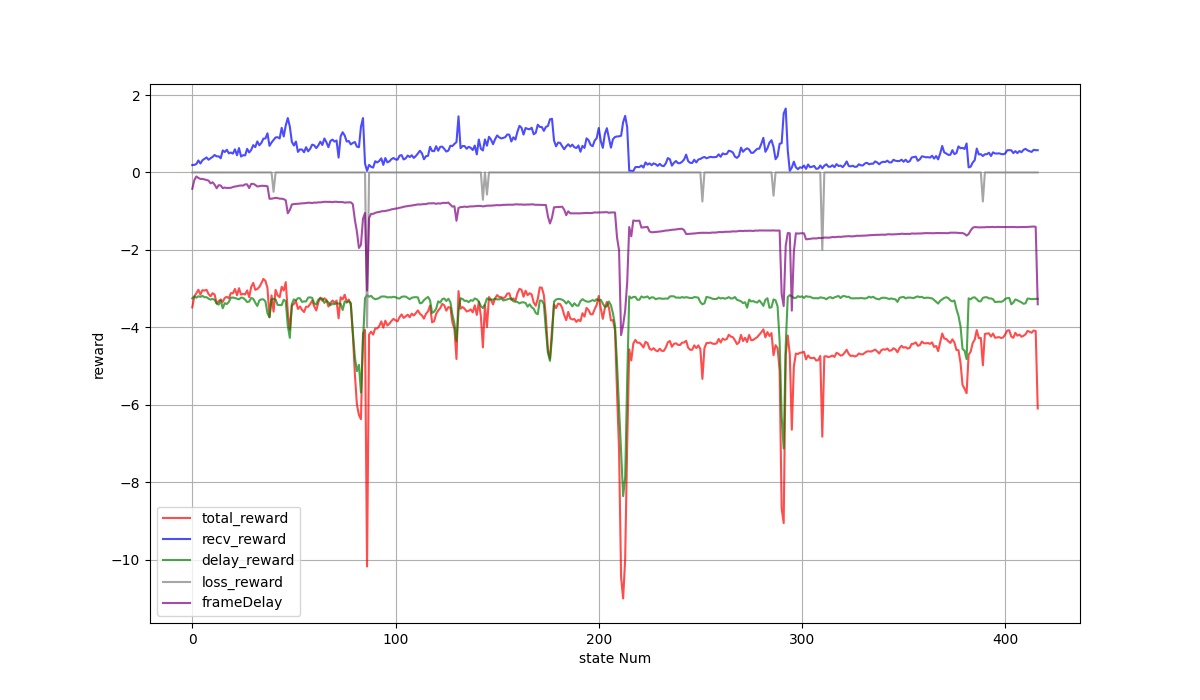 2
0
−2
−4
−6
−8
−10
reward
0
100
200
300
400
state Num
total_reward
recv_reward
delay_reward
loss_reward
frameDelay